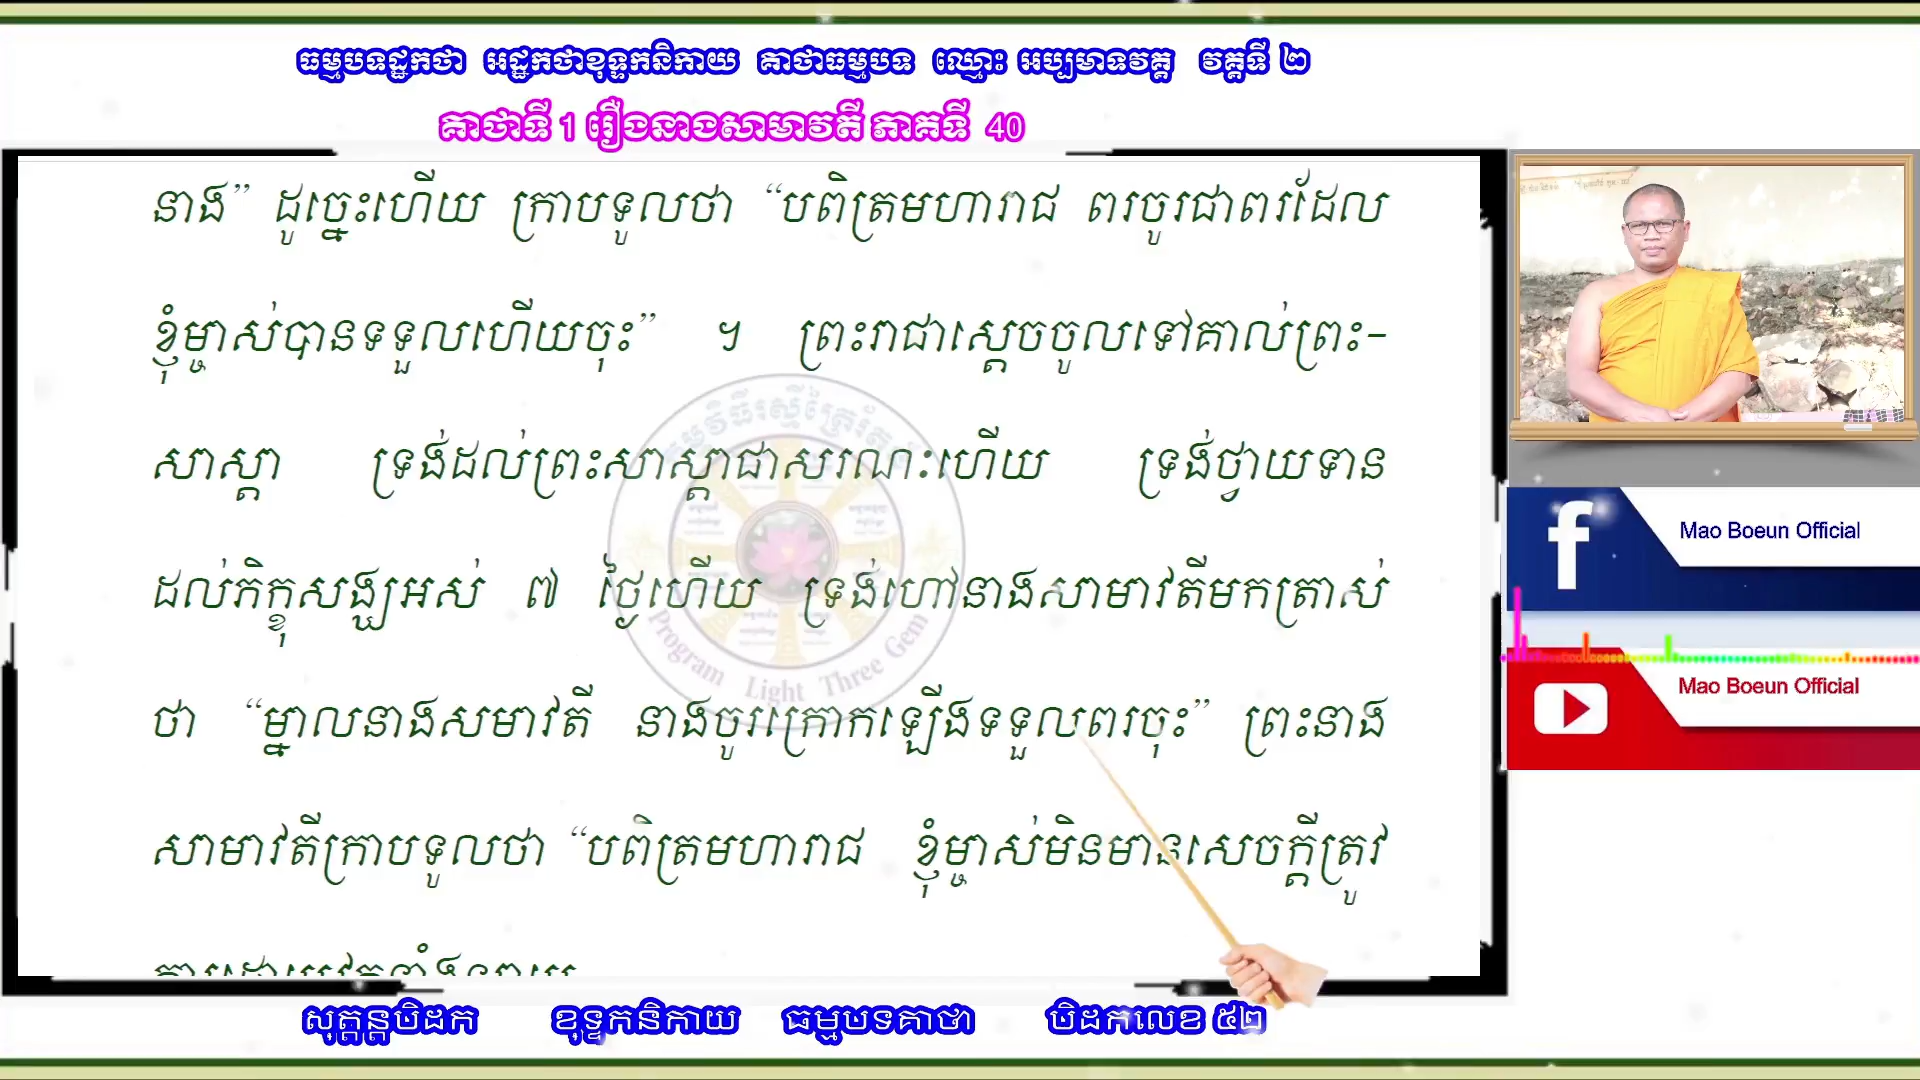 ធម្មបទដ្ឋកថា អដ្ឋកថាខុទ្ទកនិកាយ គាថាធម្មបទ ឈ្មោះ អប្បមាទវគ្គ វគ្គទី ២
គាថាទី 1 រឿងនាងសាមាវតី ភាគទី 40
នាង” ដូច្នេះហើយ ក្រាបទូលថា “បពិត្រមហារាជ ពរចូរជាពរដែល
ខ្ញុំម្ចាស់បានទទួលហើយចុះ” ។ ព្រះរាជាស្តេចចូលទៅគាល់ព្រះ-
សាស្តា ទ្រង់ដល់ព្រះសាស្តាជាសរណៈហើយ ទ្រង់ថ្វាយទាន
ដល់ភិក្ខុសង្ឃអស់ ៧ ថ្ងៃហើយ ទ្រង់ហៅនាងសាមាវតីមកត្រាស់
ថា “ម្នាលនាងសមាវតី នាងចូរក្រោកឡើងទទួលពរចុះ” ព្រះនាង
សាមាវតីក្រាបទូលថា “បពិត្រមហារាជ ខ្ញុំម្ចាស់មិនមានសេចក្តីត្រូវ
Program Light Three Gem
Mao Boeun Official
Mao Boeun Official
សុត្តន្តបិដក ខុទ្ទកនិកាយ ធម្មបទគាថា បិដកលេខ ៥២